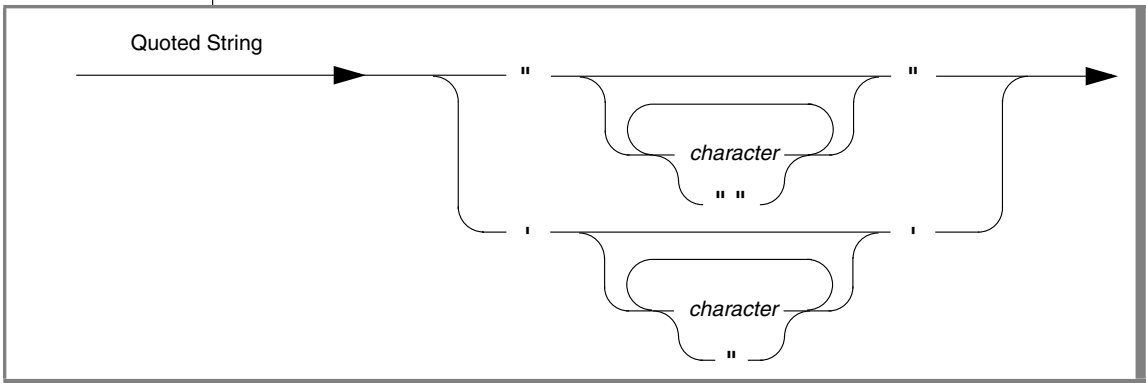 Quoted String
" "
character
" "
' '
character
"